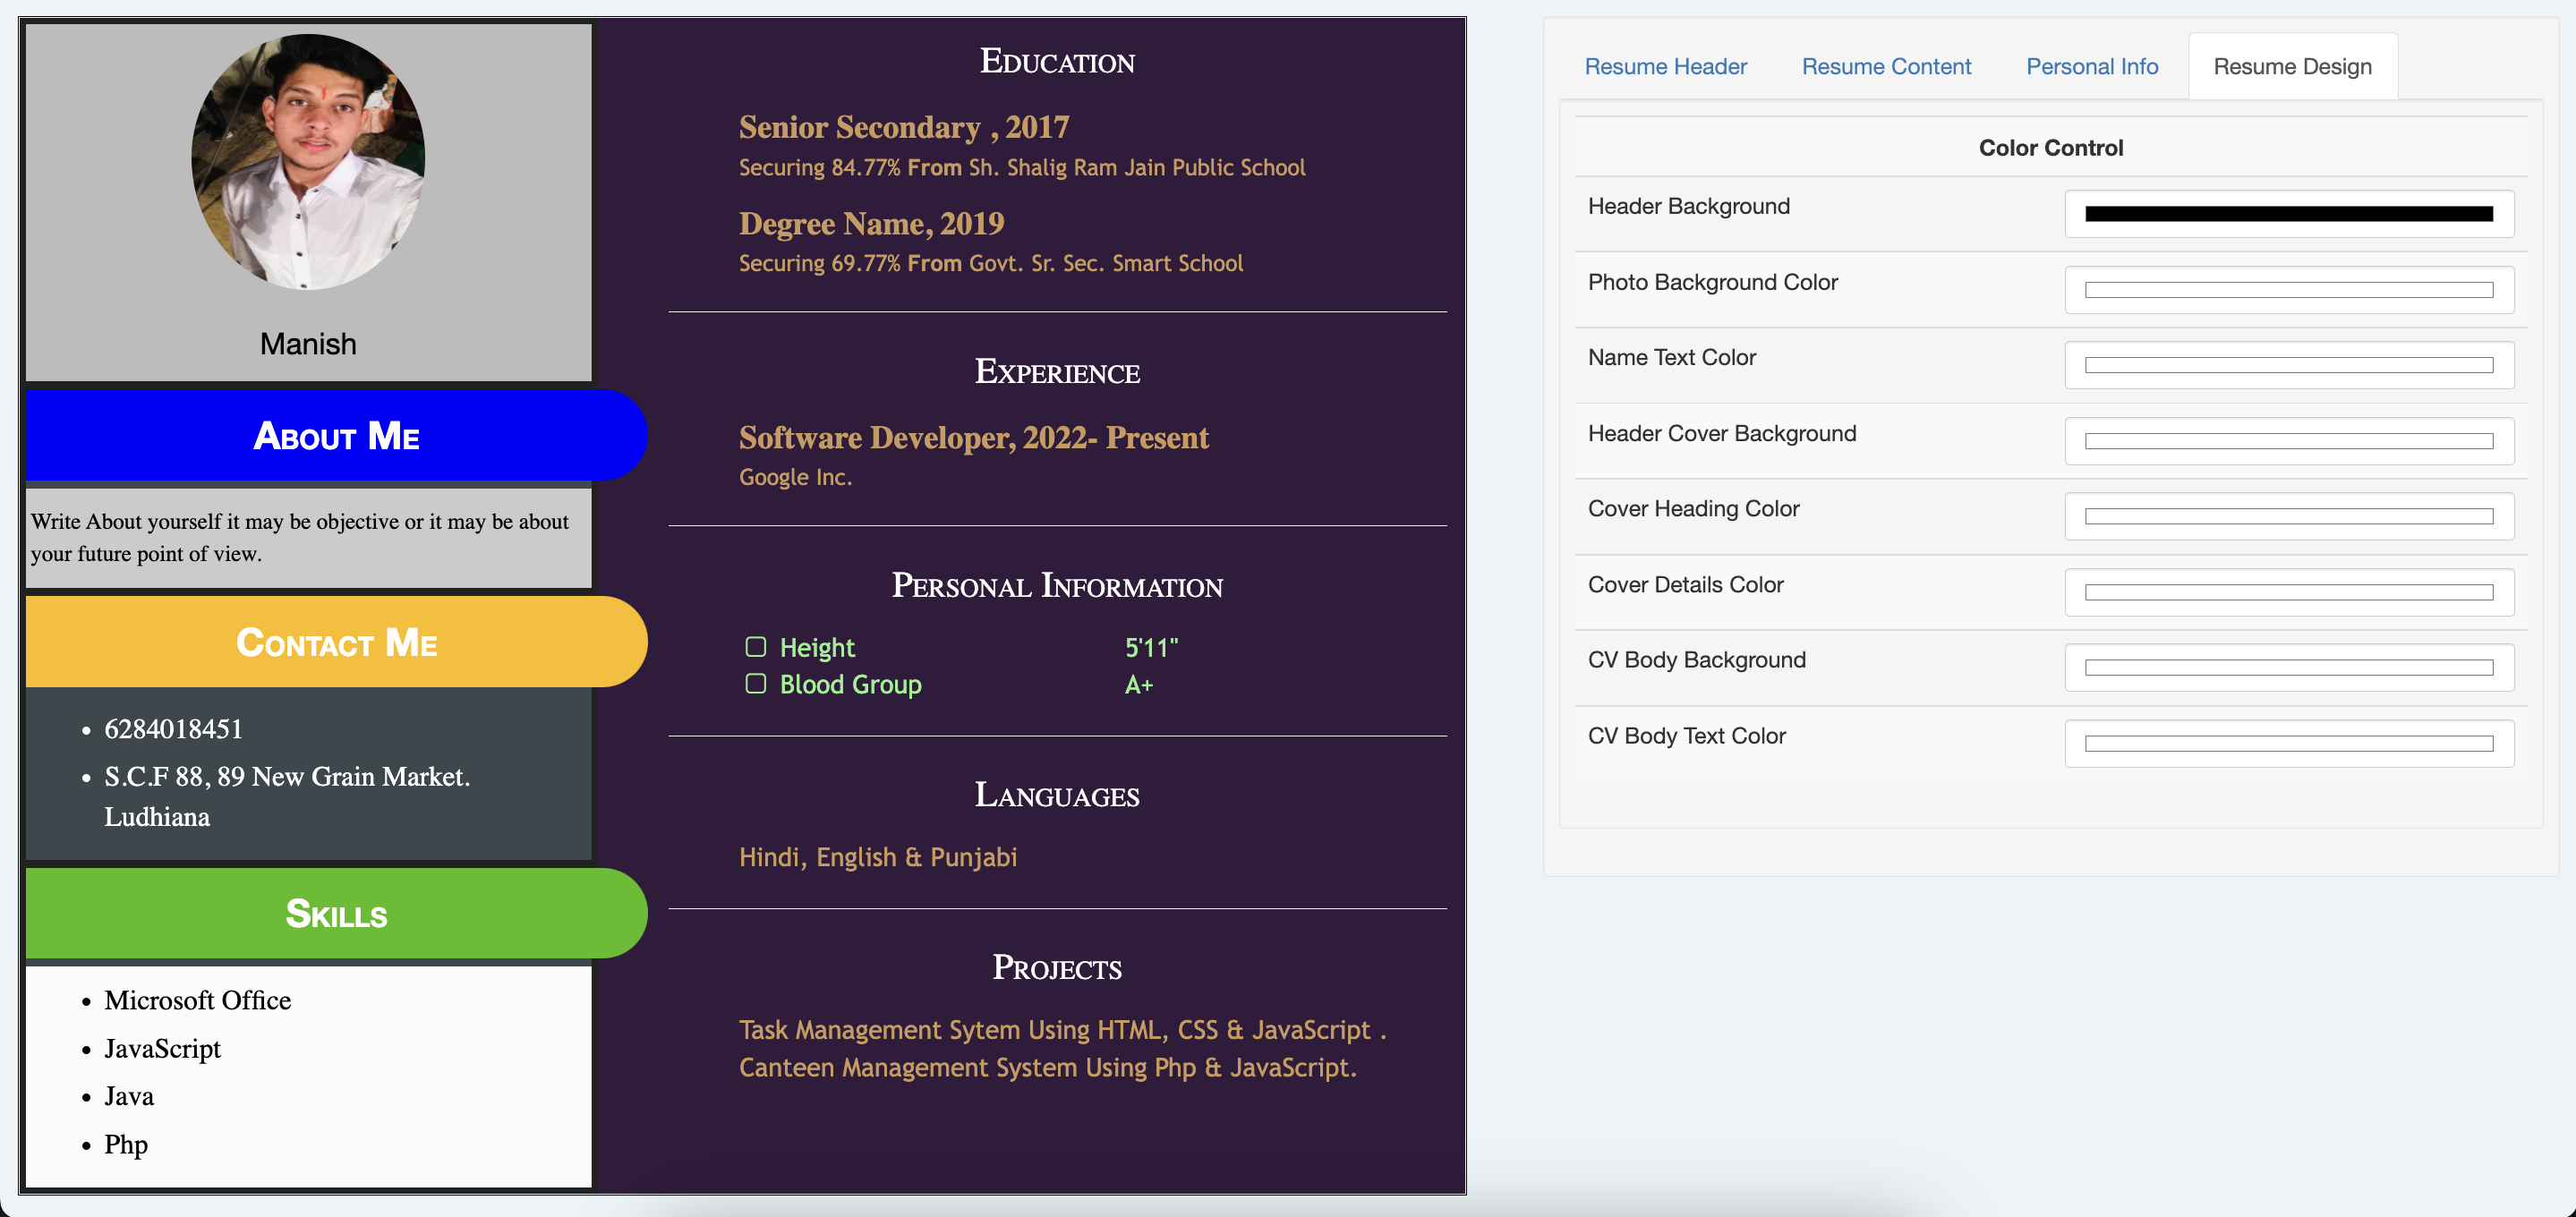 Manish
About Me
Write About yourself it may be objective or it may be about
your future point of view.
Contact Me
• 6284018451
• S.C.F 88, 89 New Grain Market.
Ludhiana
Skills
• Microsoft Office
• JavaScript
• Java
• Php
Education
Senior Secondary , 2017
Securing 84.77% From Sh. Shalig Ram Jain Public School
Degree Name, 2019
Securing 69.77% From Govt. Sr. Sec. Smart School
Experience
Software Developer, 2022- Present
Google Inc.
Personal Information
Height 5'11"
Blood Group A+
Languages
Hindi, English & Punjabi
Projects
Task Management Sytem Using HTML, CSS & JavaScript .
Canteen Management System Using Php & JavaScript.
Resume Header Resume Content Personal Info Resume Design
Color Control
Header Background
Photo Background Color
Name Text Color
Header Cover Background
Cover Heading Color
Cover Details Color
CV Body Background
CV Body Text Color